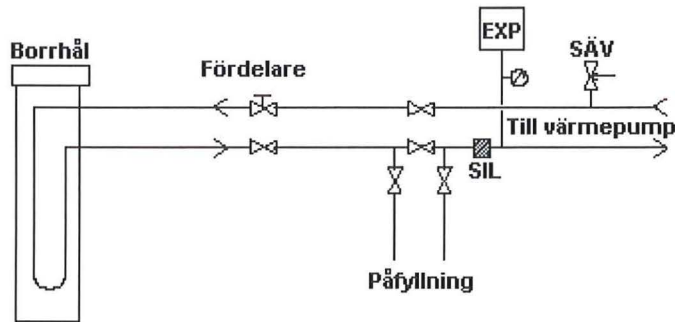 EXP
Borrhål
SÄV
Fördelare
Till värmepump
SIL
Påfyllning